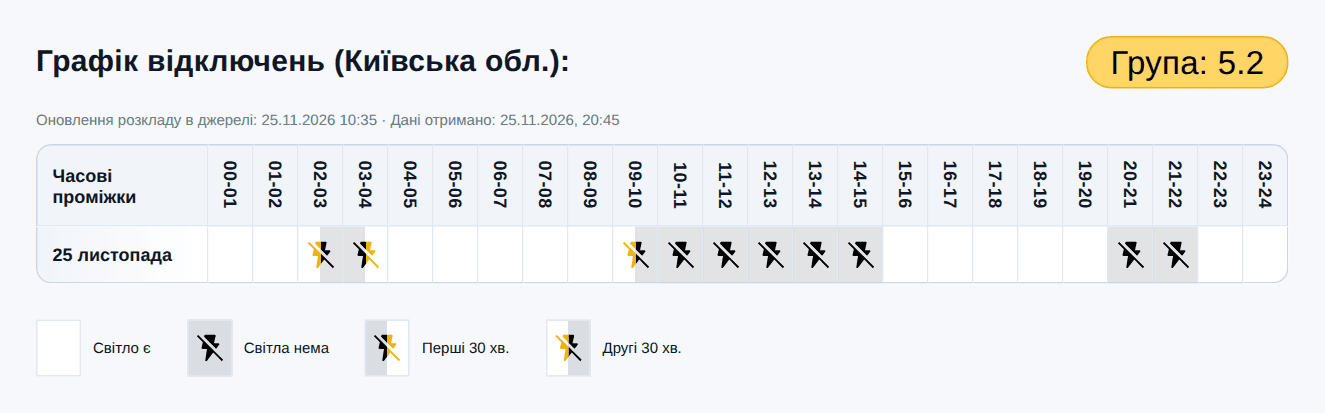 Графік відключень (Київська обл.):
Група: 5.2
Оновлення розкладу в джерелі: 25.11.2026 10:35 · Дані отримано: 25.11.2026, 20:45
Часові
проміжки
00-01
01-02
02-03
03-04
04-05
05-06
06-07
07-08
08-09
09-10
10-11
11-12
12-13
13-14
14-15
15-16
16-17
17-18
18-19
19-20
20-21
21-22
22-23
23-24
25 листопада
Світло є
Світла нема
Перші 30 хв.
Другі 30 хв.